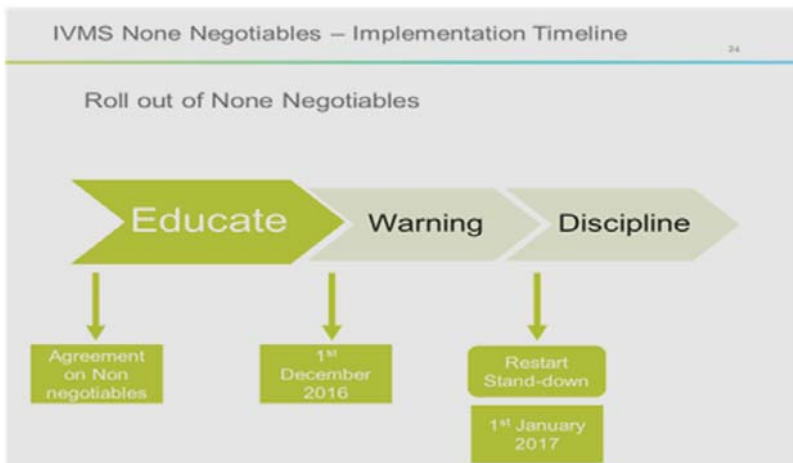 IVMS None Negotiables – Implementation Timeline
24
Roll out of None Negotiables
Educate
Warning
Discipline
Agreement
on Non
negotiables
1st
December
2016
Restart
Stand-down
1st January
2017